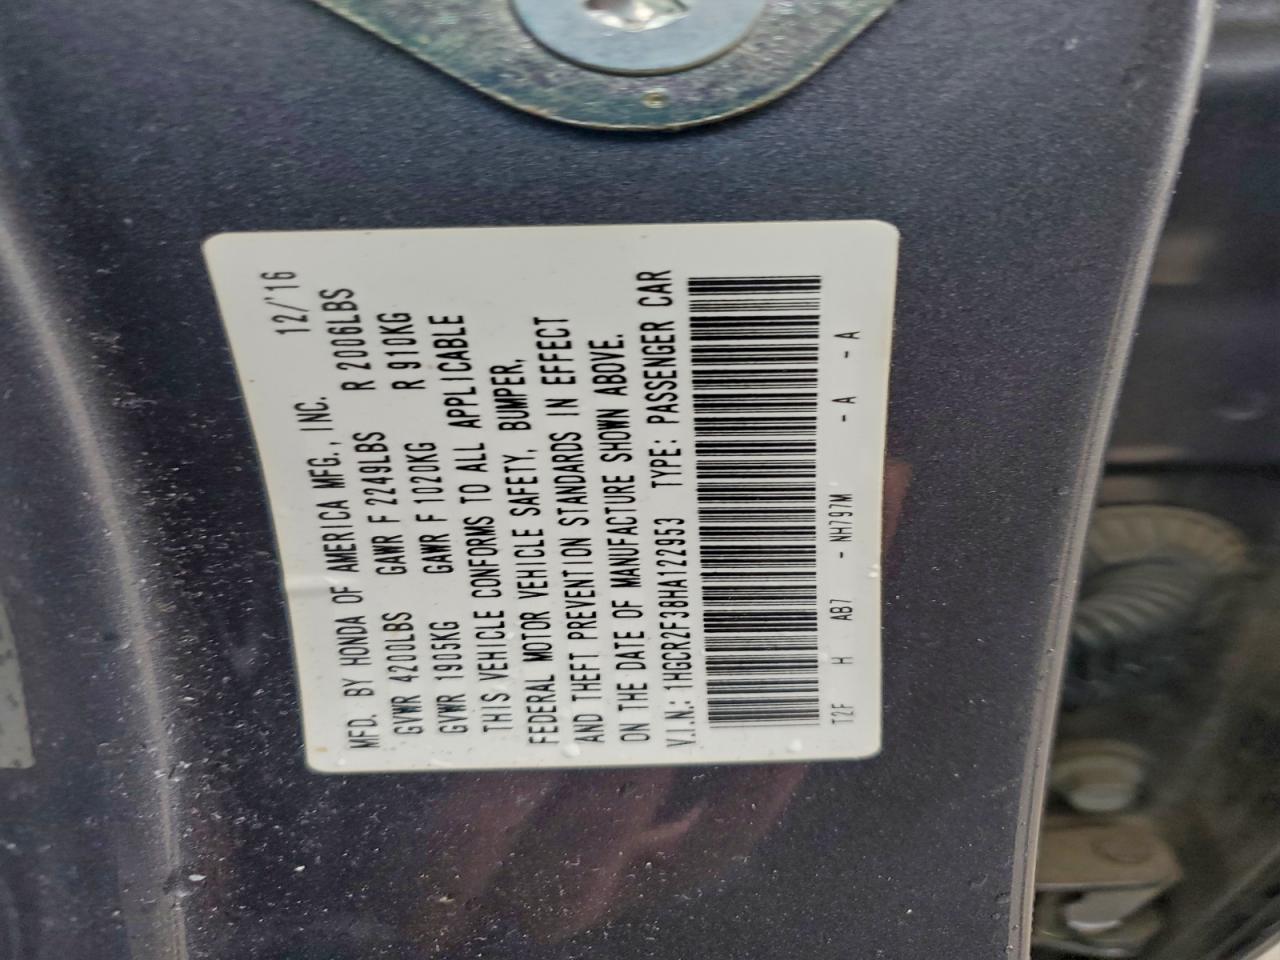 MFD. BY HONDA OF AMERICA MFG., INC. 12/'16
GVWR 4200LBS GAWR F 2249LBS R 2006LBS
GVWR 1905KG GAWR F 1020KG R 910KG
THIS VEHICLE CONFORMS TO ALL APPLICABLE
FEDERAL MOTOR VEHICLE SAFETY, BUMPER,
AND THEFT PREVENTION STANDARDS IN EFFECT
ON THE DATE OF MANUFACTURE SHOWN ABOVE.
V.I.N.: 1HGCR2F38HA122953 TYPE: PASSENGER CAR
T2F H AB7 - NH797M - A - A